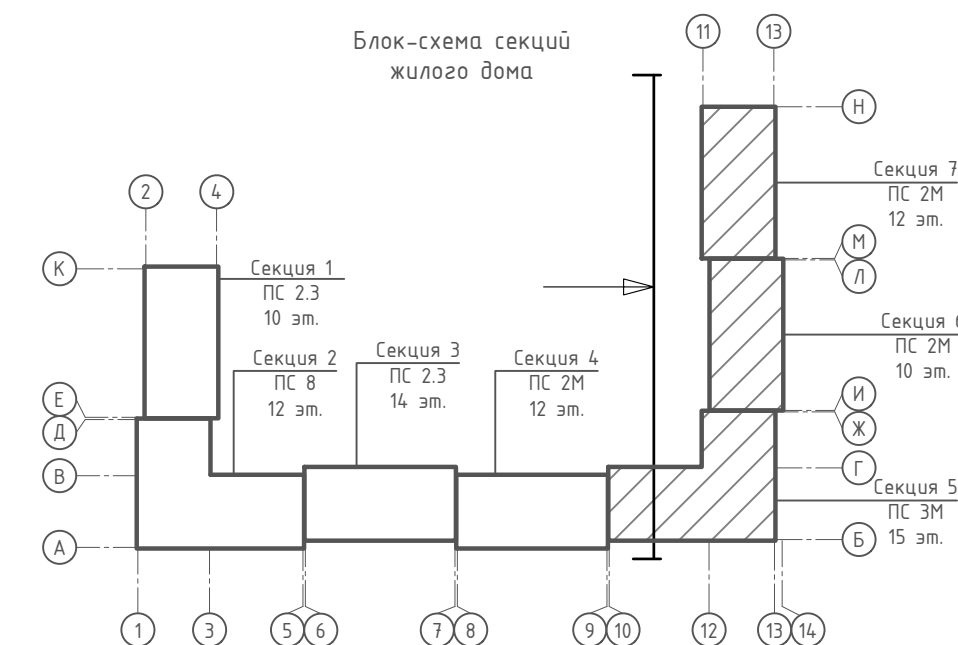 Блок-схема секций
жилого дома
11
13
Н
Секция 7
ПС 2М
12 эт.
2
4
М
К
Л
Секция 1
ПС 2.3
10 эт.
Секция 6
ПС 2М
10 эт.
Секция 2
ПС 8
12 эт.
Секция 3
ПС 2.3
14 эт.
Секция 4
ПС 2М
12 эт.
Е
Д
И
Ж
В
Г
Секция 5
ПС 3М
15 эт.
А
Б
1
3
5
6
7
8
9
10
12
13
14